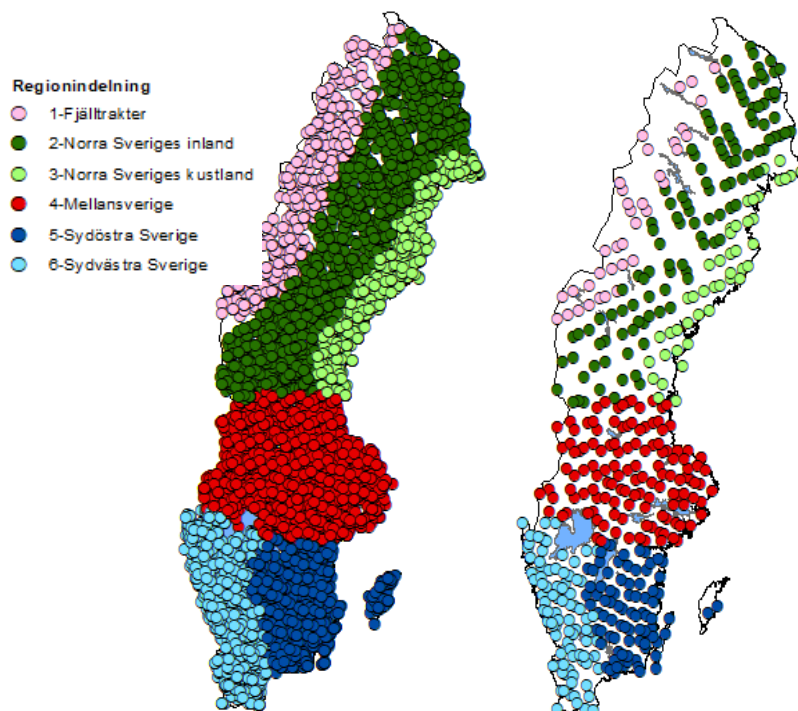 Regionindelning
1-Fjälltrakter
2-Norra Sveriges inland
3-Norra Sveriges kustland
4-Mellansverige
5-Sydöstra Sverige
6-Sydvästra Sverige